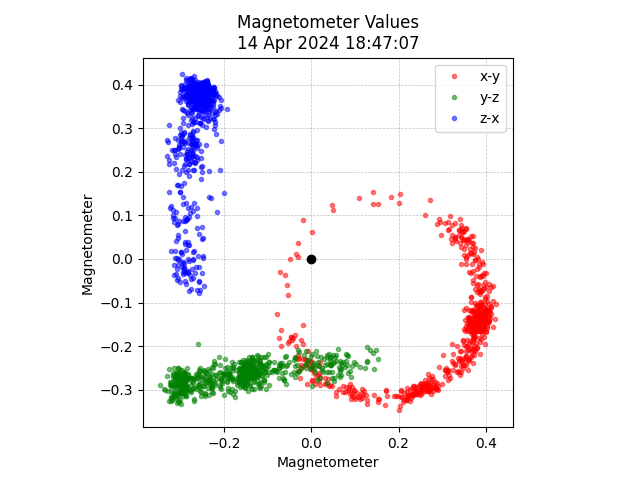 Magnetometer Values
14 Apr 2024 18:47:07
x-y
y-z
z-x
0.4
0.3
0.2
0.1
0.0
−0.1
−0.2
−0.3
Magnetometer
−0.2
0.0
0.2
0.4
Magnetometer